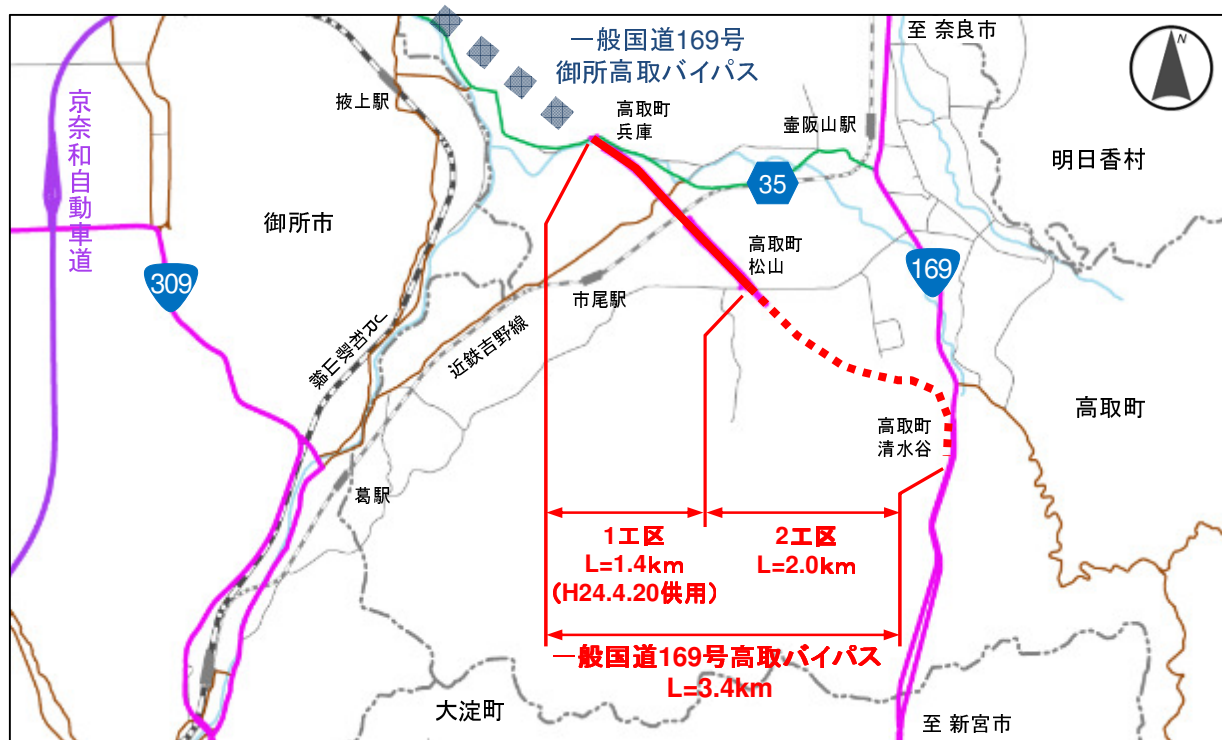 至 奈良市
N
一般国道169号
御所高取バイパス
京奈和自動車道
掖上駅
高取町
兵庫
壺阪山駅
明日香村
35
御所市
高取町
松山
169
309
市尾駅
JR和歌山線
近鉄吉野線
高取町
高取町
清水谷
葛駅
1工区
L=1.4km
(H24.4.20供用)
2工区
L=2.0km
一般国道169号高取バイパス
L=3.4km
大淀町
至 新宮市